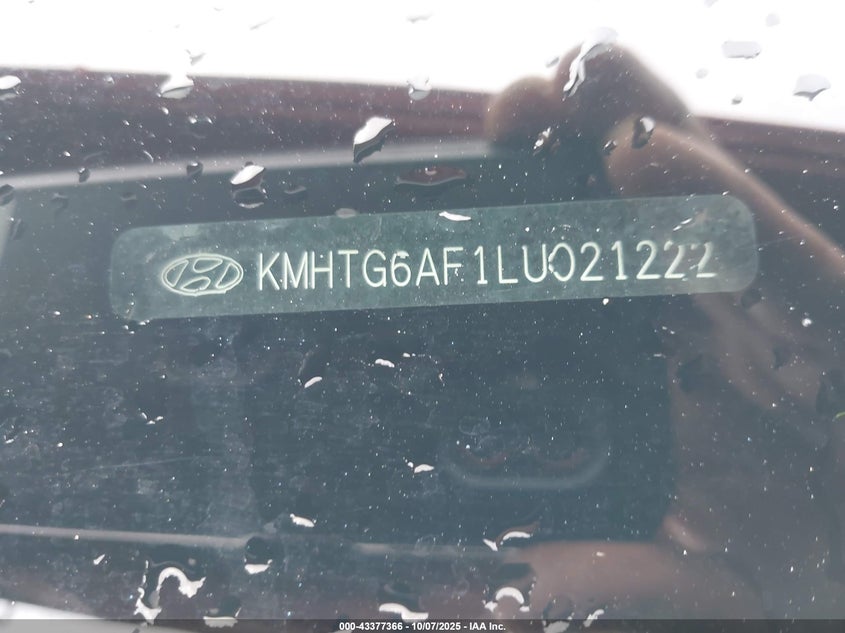 KMHTG6AF1LU021222
000-43377366 - 10/07/2025 - IAA Inc.